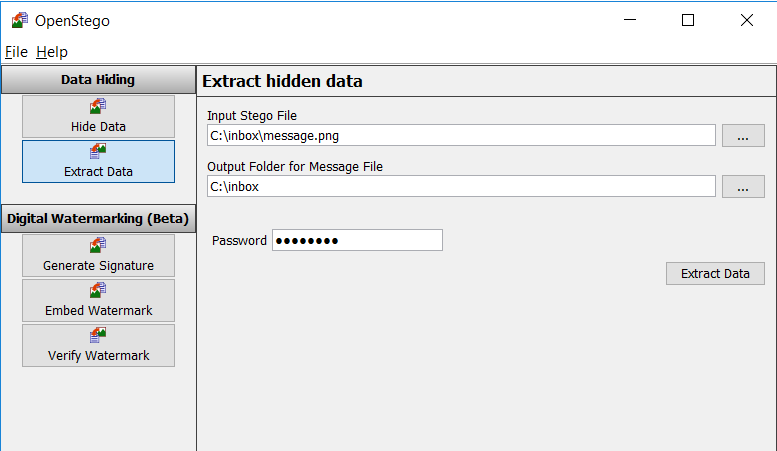 OpenStego
File Help
Data Hiding
Hide Data
Extract Data
Digital Watermarking (Beta)
Generate Signature
Embed Watermark
Verify Watermark
Extract hidden data
Input Stego File
C:\inbox\message.png
...
Output Folder for Message File
C:\inbox
...
Password ●●●●●●●●
Extract Data